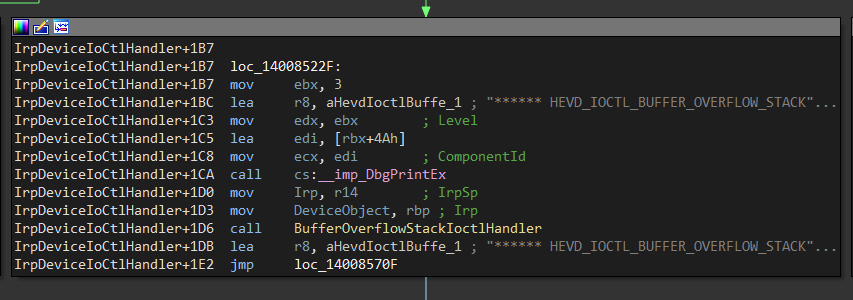 IrpDeviceIoCtlHandler+1B7
IrpDeviceIoCtlHandler+1B7 loc_14008522F:
IrpDeviceIoCtlHandler+1B7 mov ebx, 3
IrpDeviceIoCtlHandler+1BC lea r8, aHevdIoctlBuffe_1 ; "****** HEVD_IOCTL_BUFFER_OVERFLOW_STACK"...
IrpDeviceIoCtlHandler+1C3 mov edx, ebx ; Level
IrpDeviceIoCtlHandler+1C5 lea edi, [rbx+4Ah]
IrpDeviceIoCtlHandler+1C8 mov ecx, edi ; ComponentId
IrpDeviceIoCtlHandler+1CA call cs:__imp_DbgPrintEx
IrpDeviceIoCtlHandler+1D0 mov Irp, r14 ; IrpSp
IrpDeviceIoCtlHandler+1D3 mov DeviceObject, rbp ; Irp
IrpDeviceIoCtlHandler+1D6 call BufferOverflowStackIoctlHandler
IrpDeviceIoCtlHandler+1DB lea r8, aHevdIoctlBuffe_1 ; "****** HEVD_IOCTL_BUFFER_OVERFLOW_STACK"...
IrpDeviceIoCtlHandler+1E2 jmp loc_14008570F